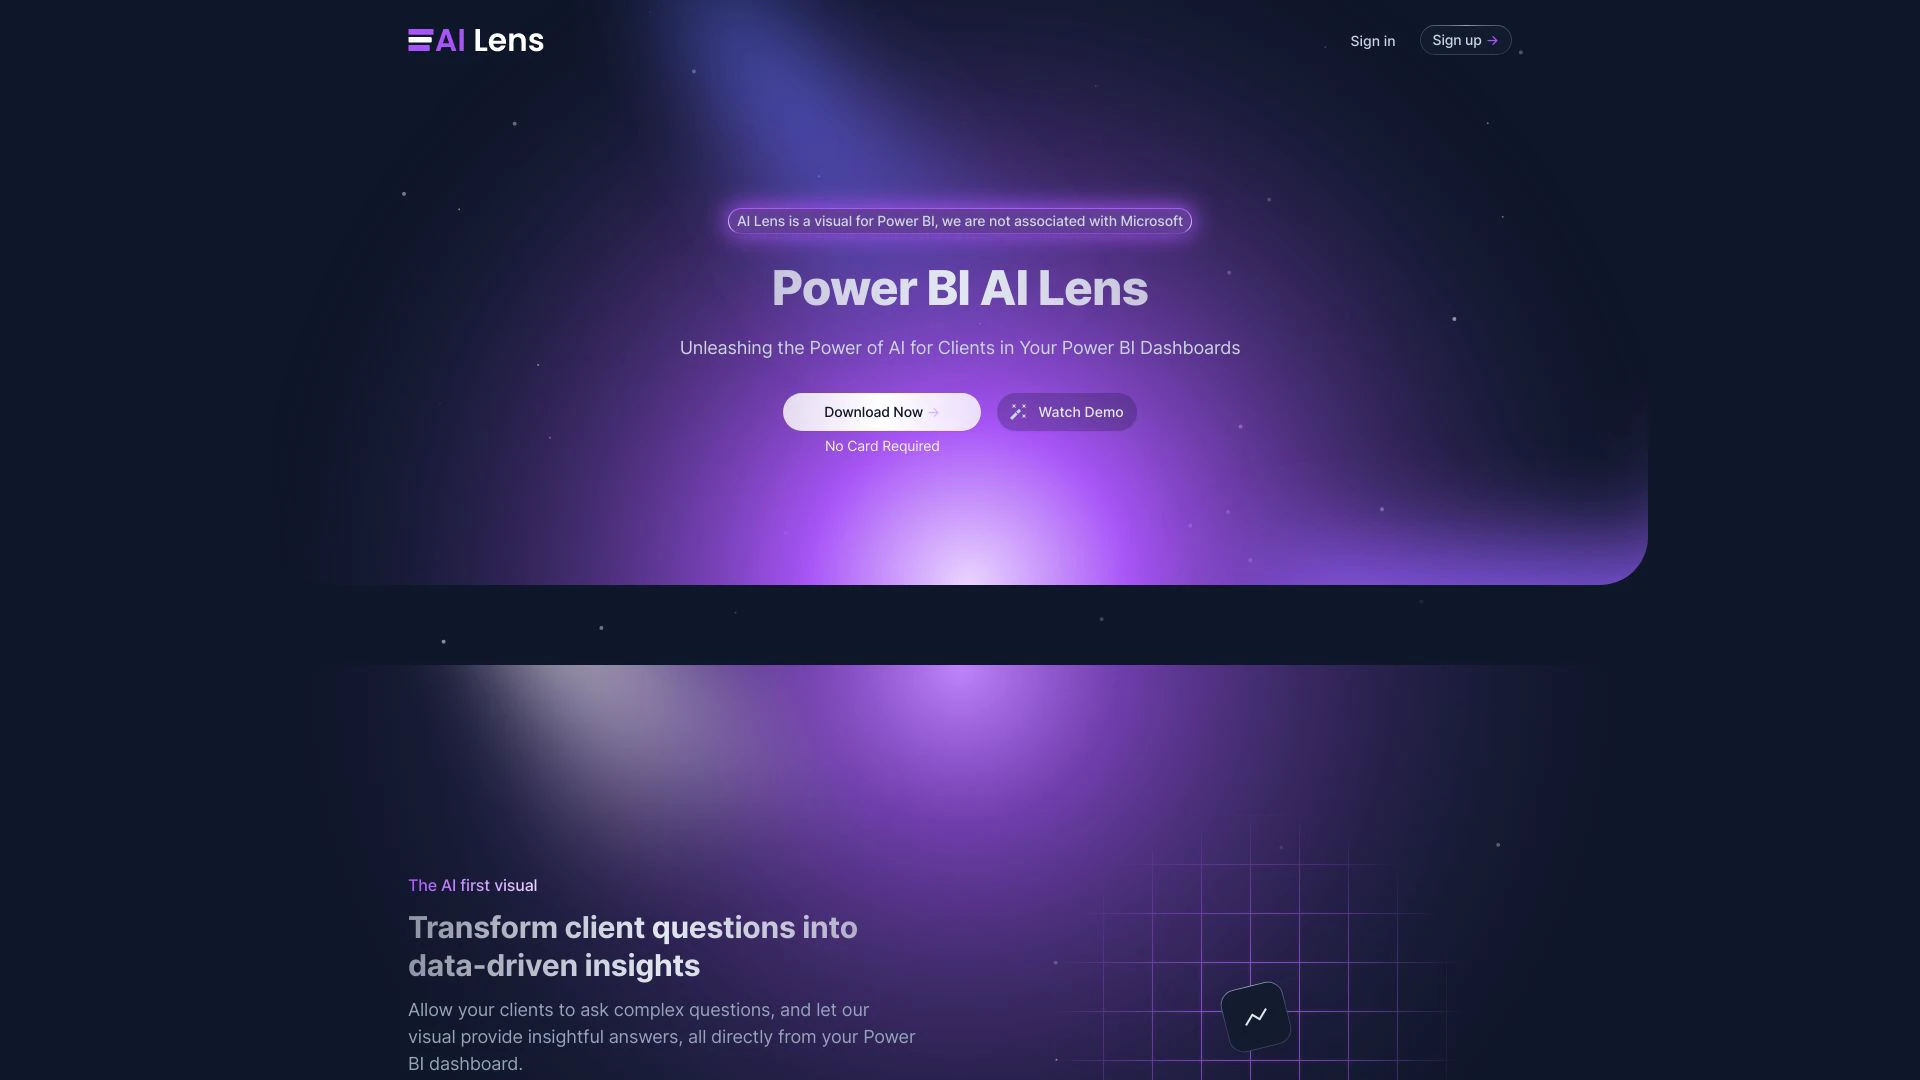 AI Lens
Sign in
Sign up →
AI Lens is a visual for Power BI, we are not associated with Microsoft
Power BI AI Lens
Unleashing the Power of AI for Clients in Your Power BI Dashboards
Download Now →
Watch Demo
No Card Required
The AI first visual
Transform client questions into
data-driven insights
Allow your clients to ask complex questions, and let our
visual provide insightful answers, all directly from your Power
BI dashboard.